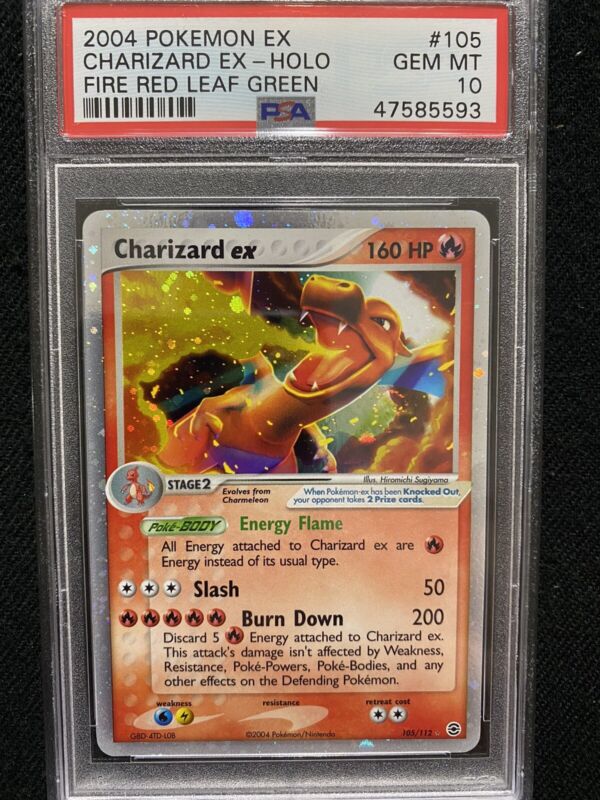 2004 POKEMON EX #105
CHARIZARD EX-HOLO GEM MT
FIRE RED LEAF GREEN 10
PSA 47585593
Charizard ex 160 HP
Illus. Hiromichi Sugiyama
STAGE2 Evolves from Charmeleon
When Pokémon-ex has been Knocked Out,
your opponent takes 2 Prize cards.
Poké-BODY Energy Flame
All Energy attached to Charizard ex are
Energy instead of its usual type.
Slash 50
Burn Down 200
Discard 5 Energy attached to Charizard ex.
This attack's damage isn't affected by Weakness,
Resistance, Poké-Powers, Poké-Bodies, and any
other effects on the Defending Pokémon.
weakness resistance retreat cost
GBD-4TD-L0B ©2004 Pokémon/Nintendo 105/112